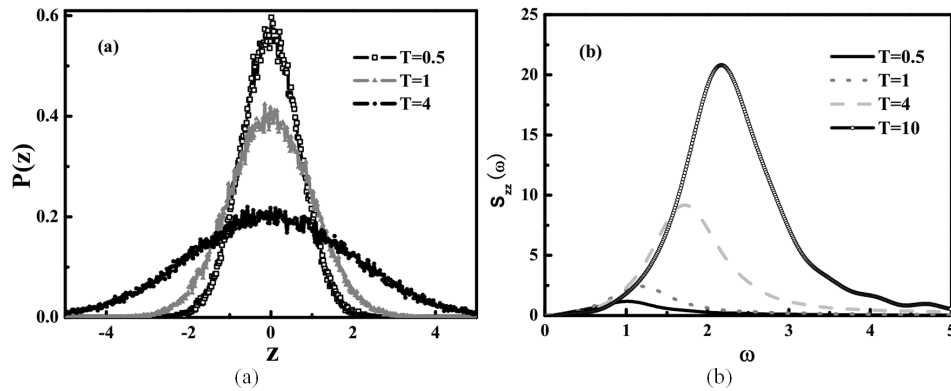 (a)
T=0.5
T=1
T=4
P(z)
0.6
0.4
0.2
0.0
-4 -2 0 2 4
z
(a)
(b)
T=0.5
T=1
T=4
T=10
S_zz(ω)
25
20
15
10
5
0
0 1 2 3 4 5
ω
(b)